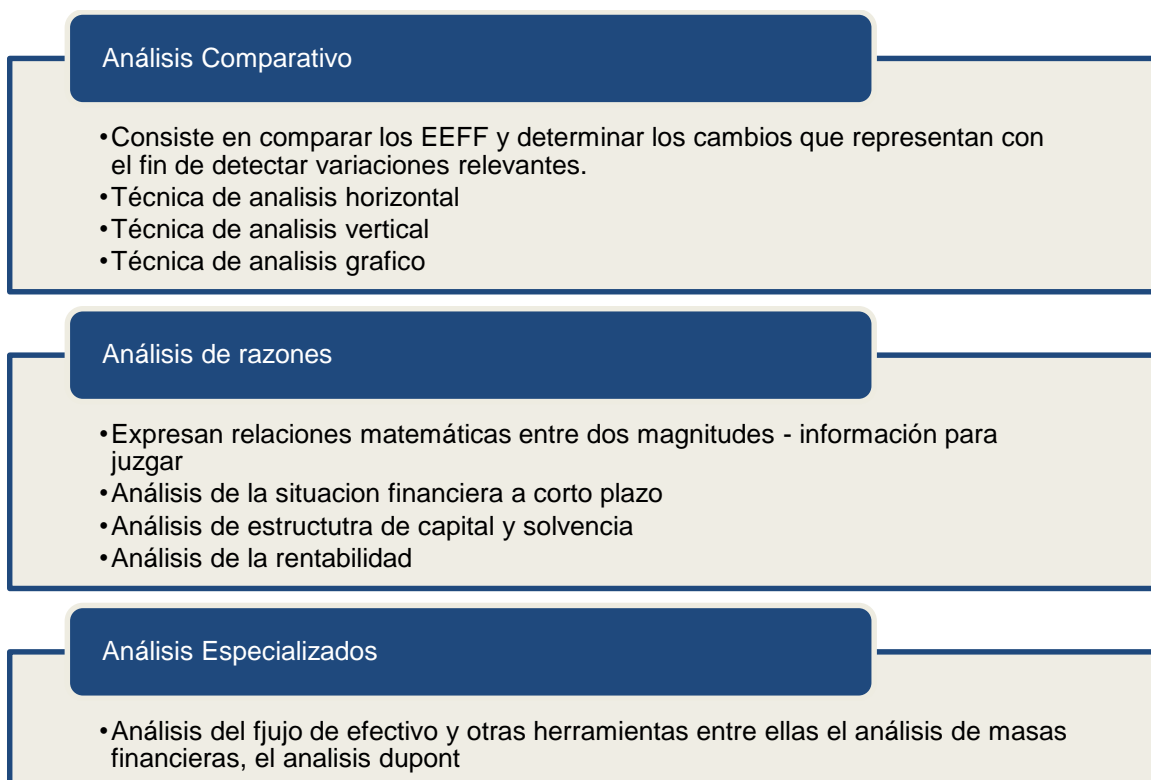 Análisis Comparativo
•Consiste en comparar los EEFF y determinar los cambios que representan con
el fin de detectar variaciones relevantes.
•Técnica de analisis horizontal
•Técnica de analisis vertical
•Técnica de analisis grafico
Análisis de razones
•Expresan relaciones matemáticas entre dos magnitudes - información para
juzgar
•Análisis de la situacion financiera a corto plazo
•Análisis de estructutra de capital y solvencia
•Análisis de la rentabilidad
Análisis Especializados
•Análisis del fjujo de efectivo y otras herramientas entre ellas el análisis de masas
financieras, el analisis dupont